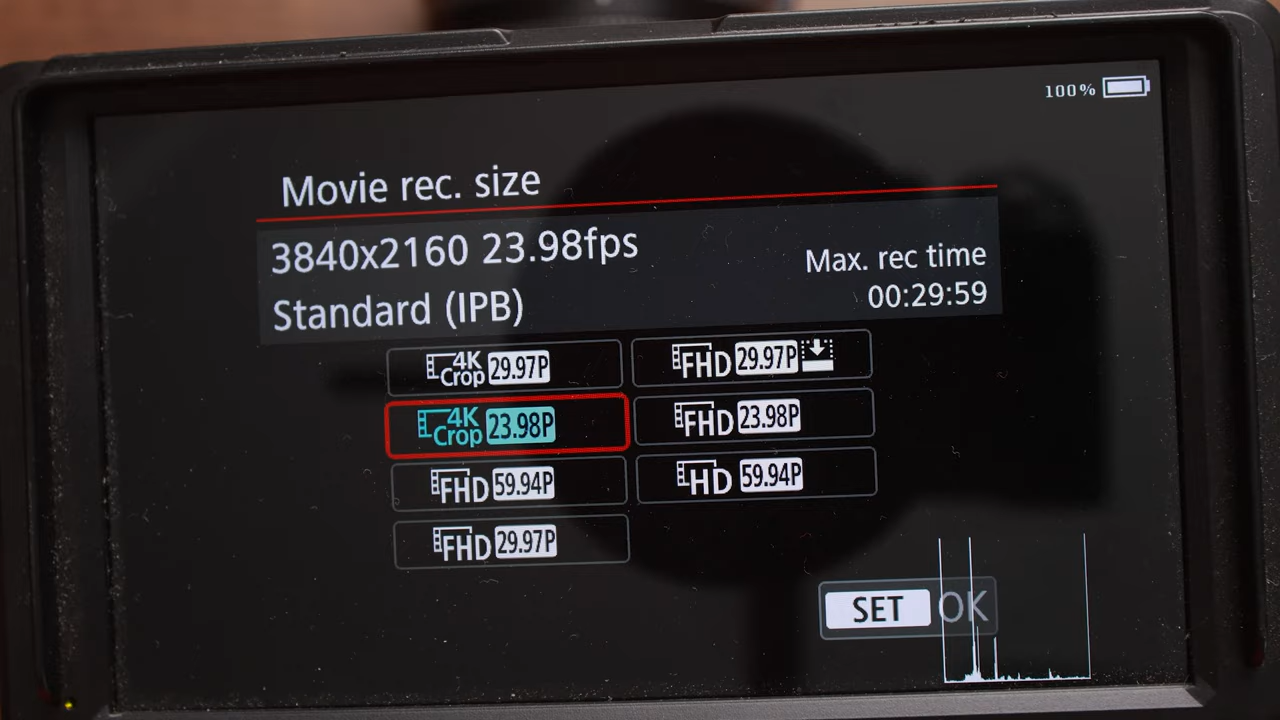 100%
Movie rec. size
3840x2160 23.98fps
Standard (IPB)
Max. rec time
00:29:59
4K Crop 29.97P
FHD 29.97P
4K Crop 23.98P
FHD 23.98P
FHD 59.94P
HD 59.94P
FHD 29.97P
SET OK